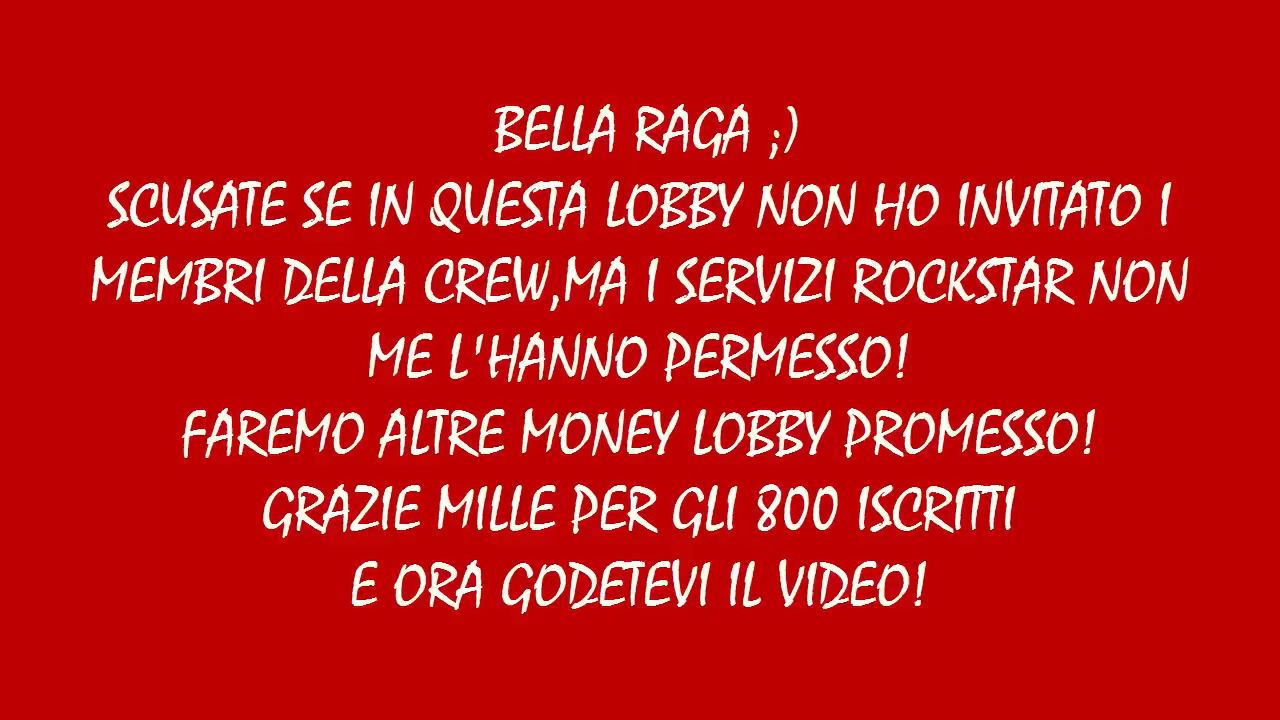 BELLA RAGA ;)
SCUSATE SE IN QUESTA LOBBY NON HO INVITATO I
MEMBRI DELLA CREW,MA I SERVIZI ROCKSTAR NON
ME L'HANNO PERMESSO!
FAREMO ALTRE MONEY LOBBY PROMESSO!
GRAZIE MILLE PER GLI 800 ISCRITTI
E ORA GODETEVI IL VIDEO!